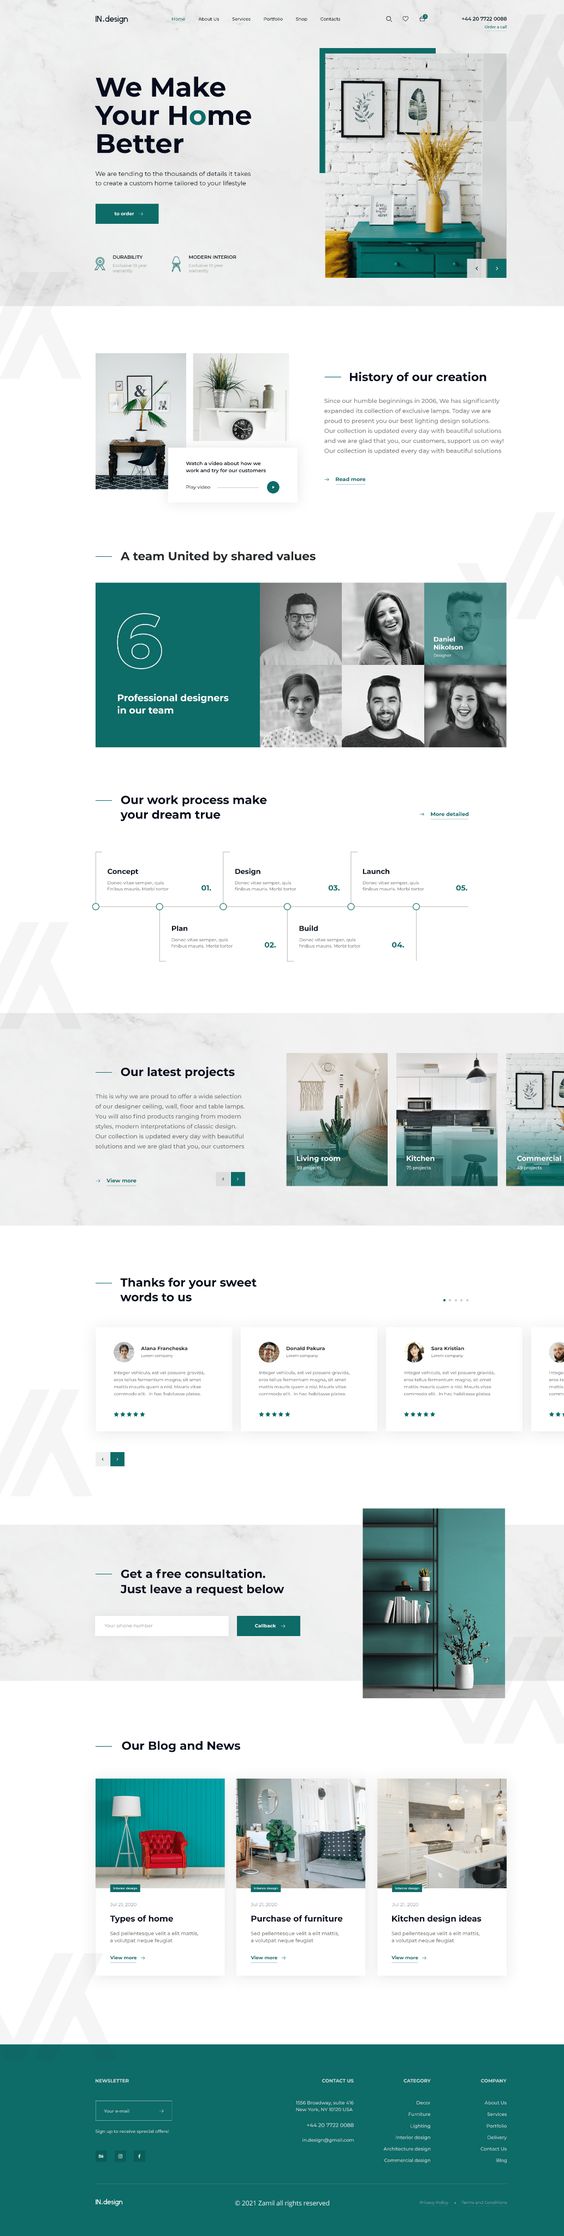 IN.design
Home About Us Services Portfolio Shop Contacts
+44 20 7722 0088
Order a call
We Make
Your Home
Better
We are tending to the thousands of details it takes
to create a custom home tailored to your lifestyle
to order
DURABILITY
Exclusive 10 year
warrantly
MODERN INTERIOR
Exclusive 10 year
warrantly
&
History of our creation
Since our humble beginnings in 2006, We has significantly
expanded its collection of exclusive lamps. Today we are
proud to present you our best lighting design solutions.
Our collection is updated every day with beautiful solutions
and we are glad that you, our customers, support us on way!
Our collection is updated every day with beautiful solutions
Read more
Watch a video about how we
work and try for our customers
Play video
A team United by shared values
6
Professional designers
in our team
Daniel
Nikolson
Designer
Our work process make
your dream true
More detailed
Concept
Donec vitae semper, quis
finibus mauris. Morbi tortor
01.
Design
Donec vitae semper, quis
finibus mauris. Morbi tortor
03.
Launch
Donec vitae semper, quis
finibus mauris. Morbi tortor
05.
Plan
Donec vitae semper, quis
finibus mauris. Morbi tortor
02.
Build
Donec vitae semper, quis
finibus mauris. Morbi tortor
04.
Our latest projects
This is why we are proud to offer a wide selection
of our designer ceiling, wall, floor and table lamps.
You will also find products ranging from modern
styles, modern interpretations of classic design.
Our collection is updated every day with beautiful
solutions and we are glad that you, our customers
View more
Living room
59 projects
Kitchen
75 projects
Commercial
49 projects
Thanks for your sweet
words to us
Alana Francheska
Lorem company
Integer vehicula, est vel posuere gravida,
eros tellus fermentum magna, sit amet
mattis mauris quam a nisl. Mauris vitae
commodo elit. In hac habitasse platea.
Donald Pakura
Lorem company
Integer vehicula, est vel posuere gravida,
eros tellus fermentum magna, sit amet
mattis mauris quam a nisl. Mauris vitae
commodo elit. In hac habitasse platea.
Sara Kristian
Lorem company
Integer vehicula, est vel posuere gravida,
eros tellus fermentum magna, sit amet
mattis mauris quam a nisl. Mauris vitae
commodo elit. In hac habitasse platea.
Get a free consultation.
Just leave a request below
Your phone number
Callback
Our Blog and News
Interior design
Jul 21, 2020
Types of home
Sed pellentesque velit a elit mattis,
a volutpat neque feugiat
View more
Interior design
Jul 21, 2020
Purchase of furniture
Sed pellentesque velit a elit mattis,
a volutpat neque feugiat
View more
Interior design
Jul 21, 2020
Kitchen design ideas
Sed pellentesque velit a elit mattis,
a volutpat neque feugiat
View more
NEWSLETTER
Your e-mail
Sign up to receive special offers!
CONTACT US
1556 Broadway, suite 416
New York, NY 10120 USA
+44 20 7722 0088
in.design@gmail.com
CATEGORY
Decor
Furniture
Lighting
Interior design
Architecture design
Commercial design
COMPANY
About Us
Services
Portfolio
Delivery
Contact Us
Blog
IN.design
© 2021 Zamil all rights reserved
Privacy Policy Terms and Conditions